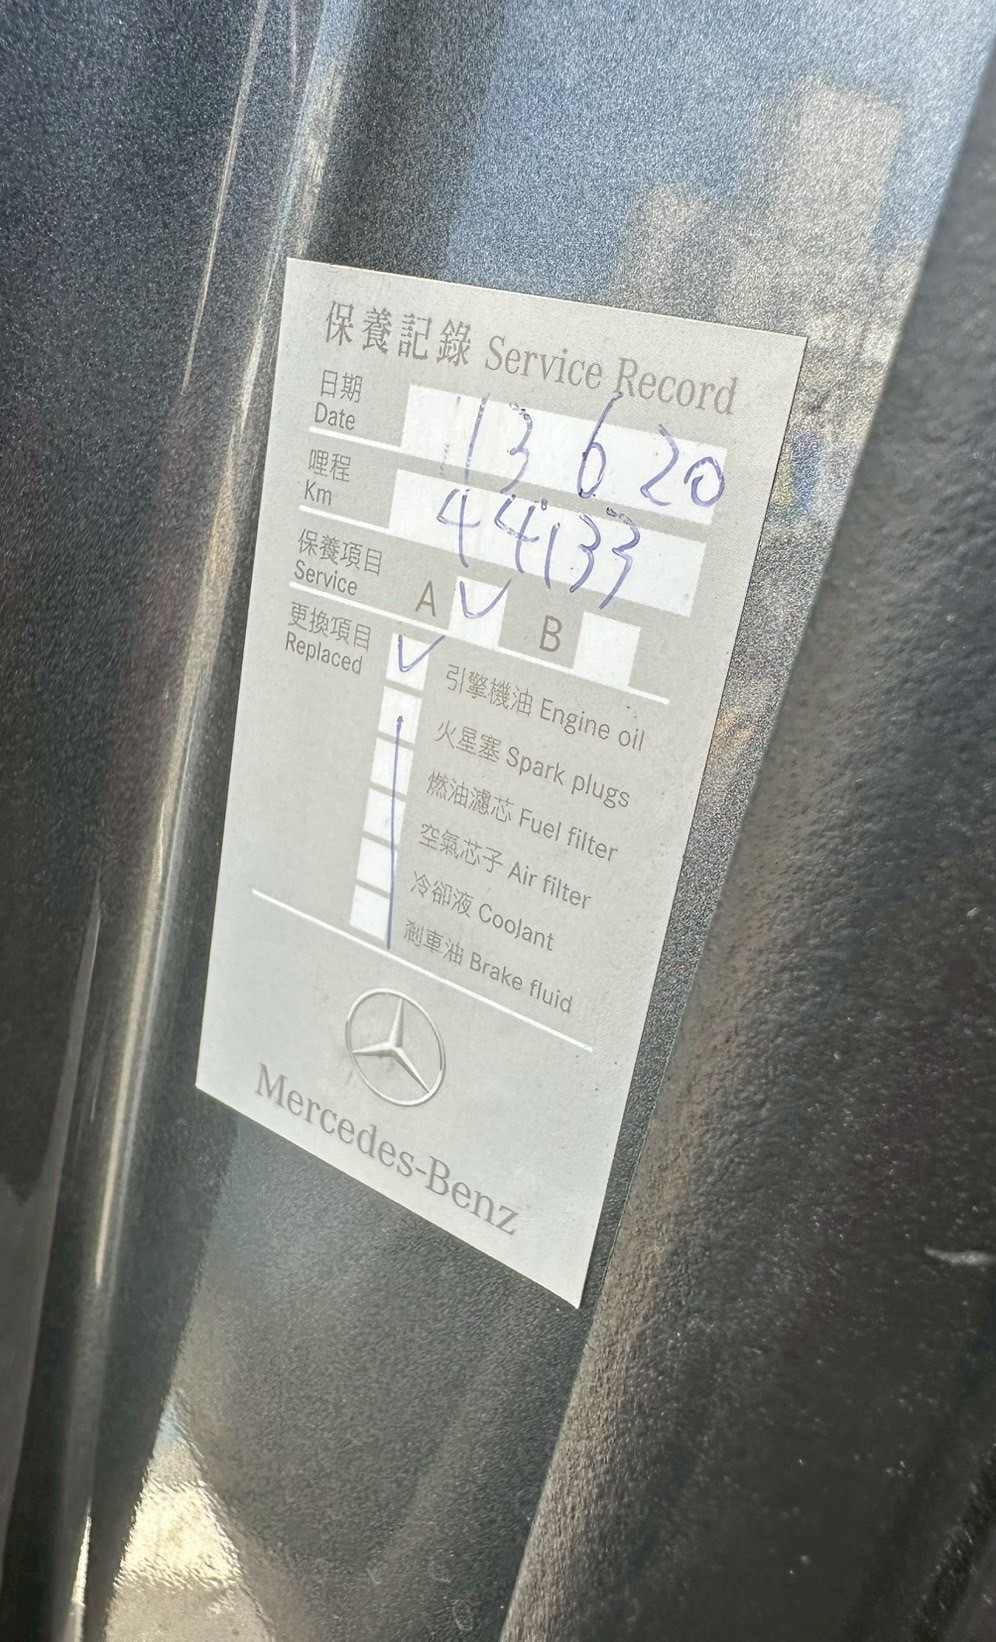 保養記錄 Service Record
日期
Date
13 6 20
哩程
Km
44133
保養項目
Service
A ✓ B
更換項目
Replaced
✓ 引擎機油 Engine oil
火星塞 Spark plugs
燃油濾芯 Fuel filter
空氣芯子 Air filter
冷卻液 Coolant
剎車油 Brake fluid
Mercedes-Benz